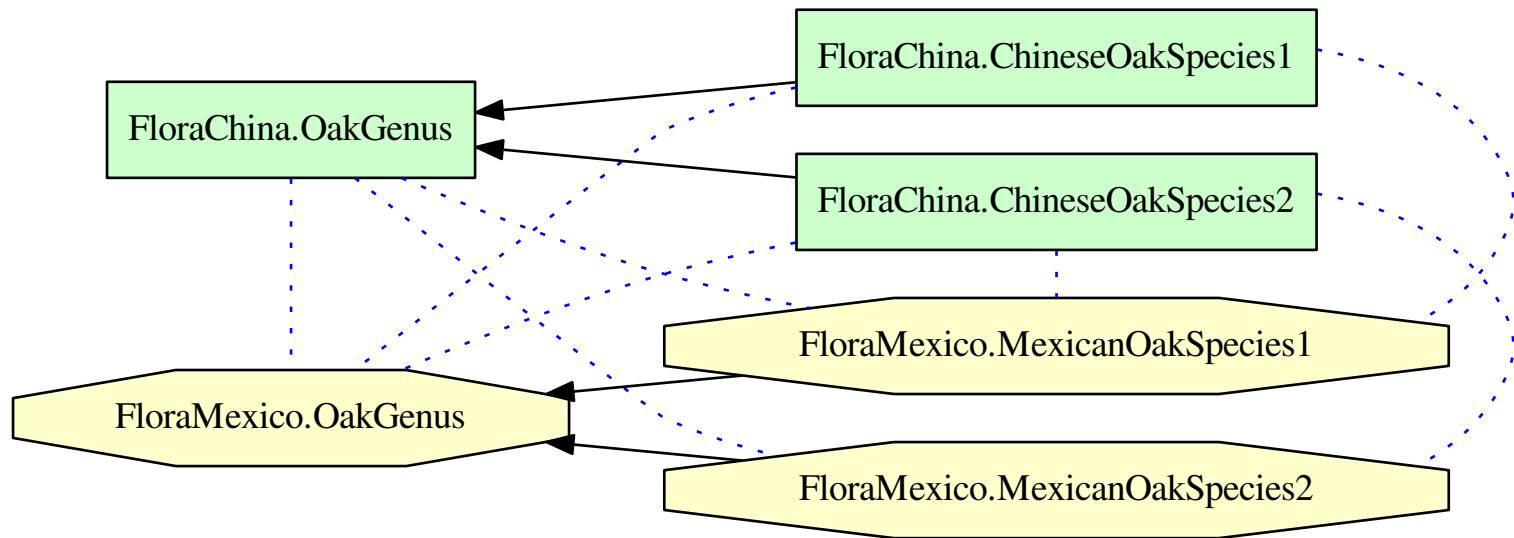 FloraChina.ChineseOakSpecies1
FloraChina.OakGenus
FloraChina.ChineseOakSpecies2
FloraMexico.MexicanOakSpecies1
FloraMexico.OakGenus
FloraMexico.MexicanOakSpecies2